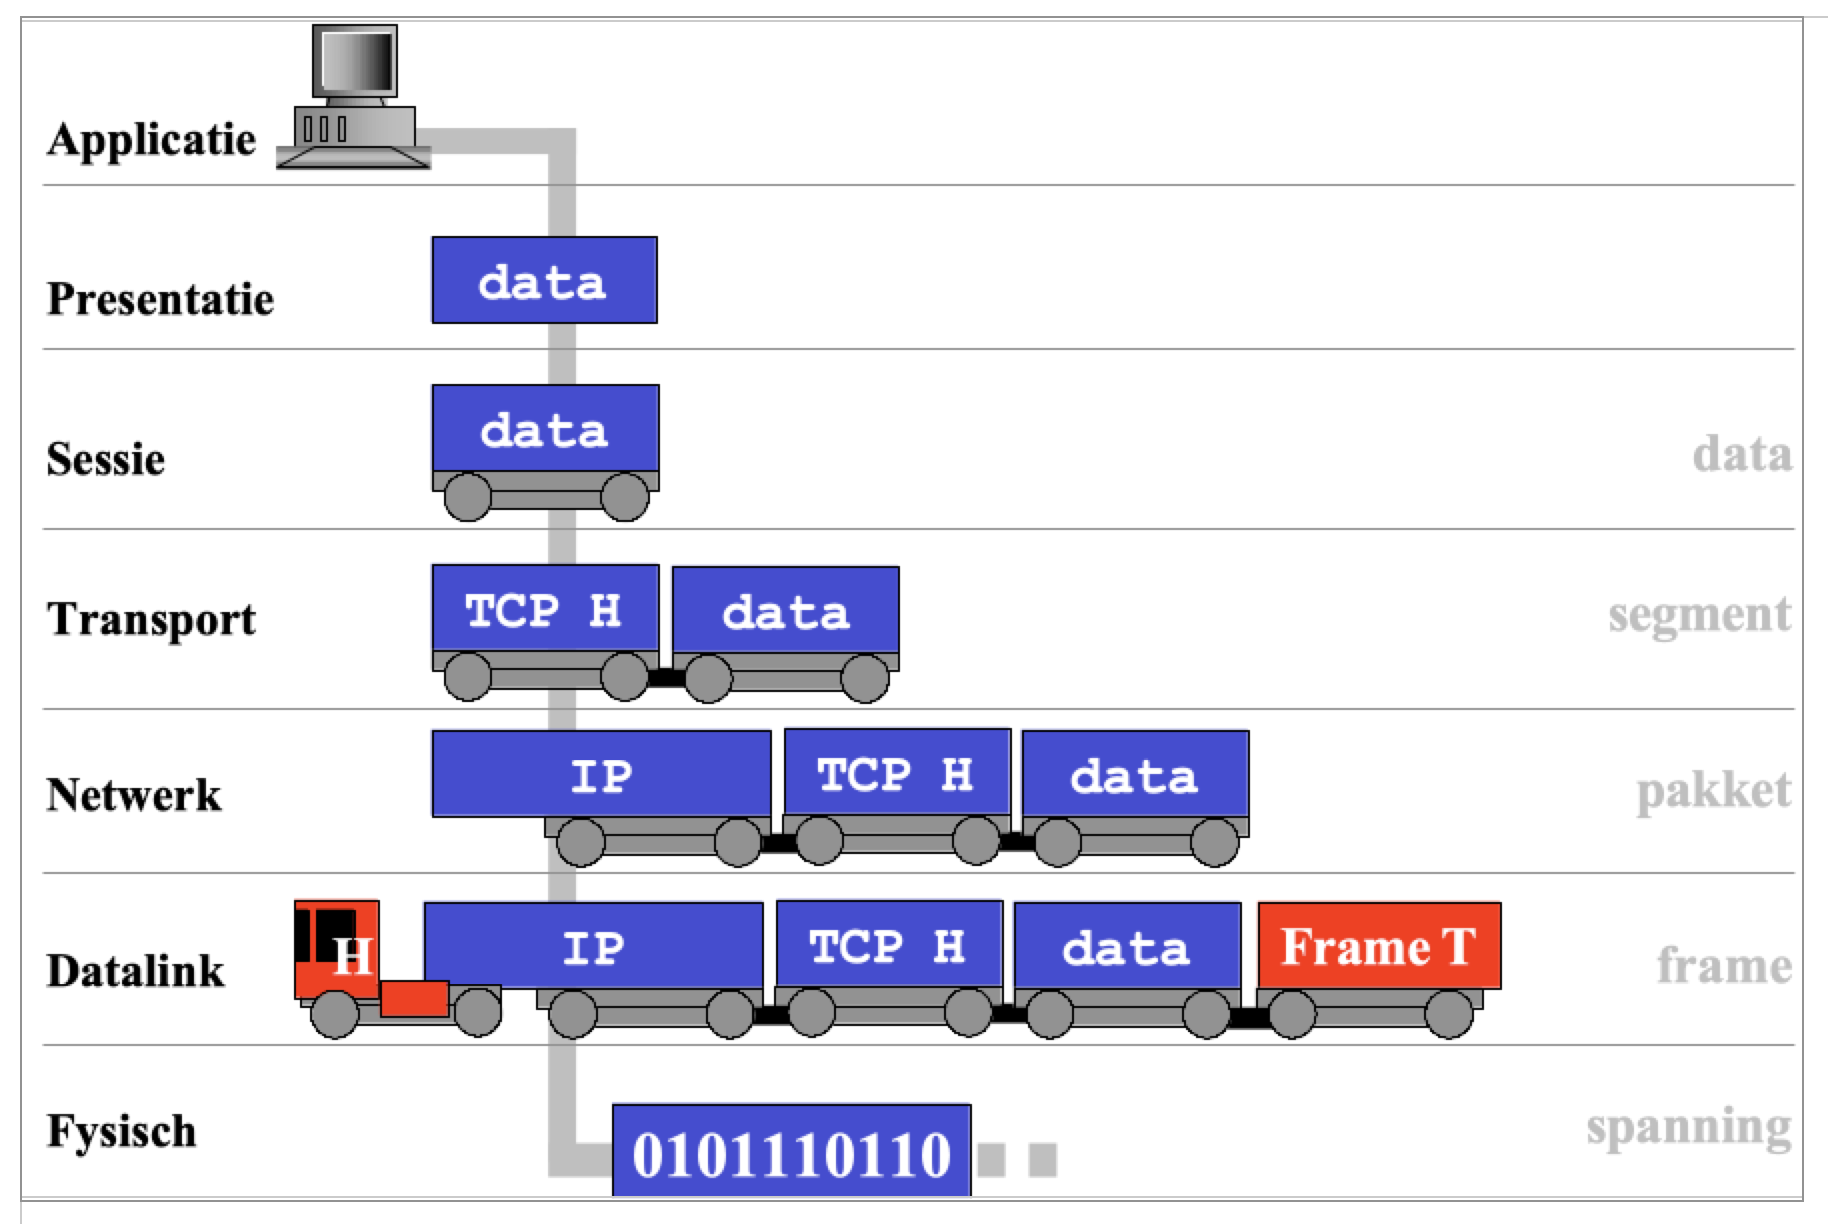 Applicatie
Presentatie
data
Sessie
data
data
Transport
TCP H
data
segment
Netwerk
IP
TCP H
data
pakket
Datalink
H
IP
TCP H
data
Frame T
frame
Fysisch
0101110110
spanning